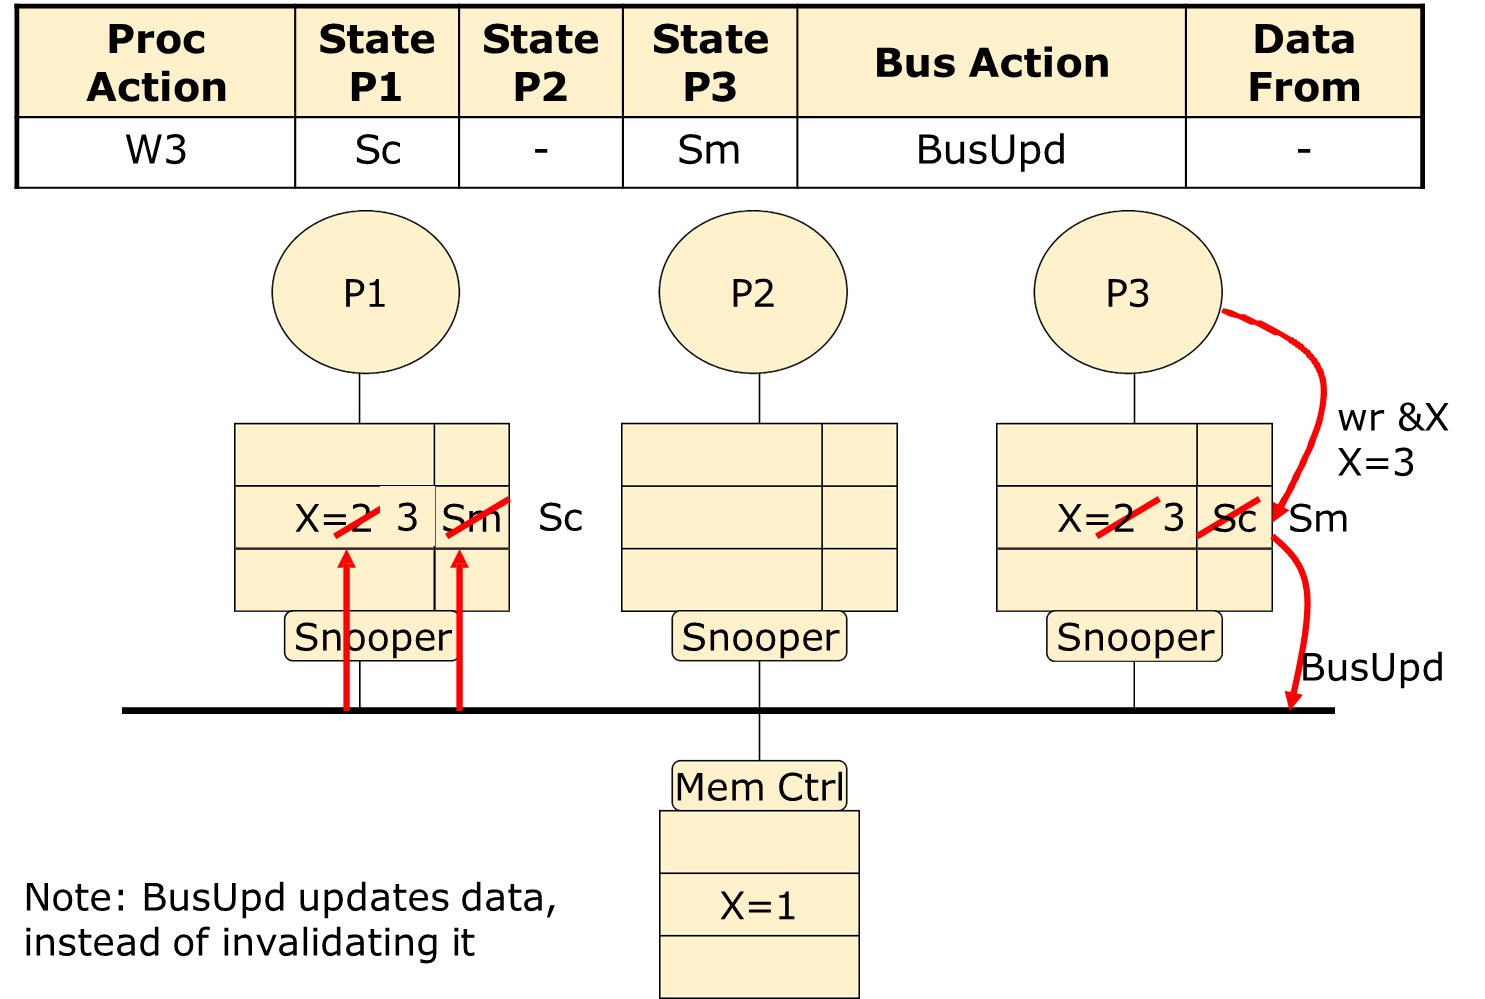 Proc Action
State P1
State P2
State P3
Bus Action
Data From
W3
Sc
-
Sm
BusUpd
-
P1
P2
P3
wr &X
X=3
X=2 3
Sm
Sc
X=2 3
Sc
Sm
Snooper
Snooper
Snooper
BusUpd
Mem Ctrl
X=1
Note: BusUpd updates data,
instead of invalidating it